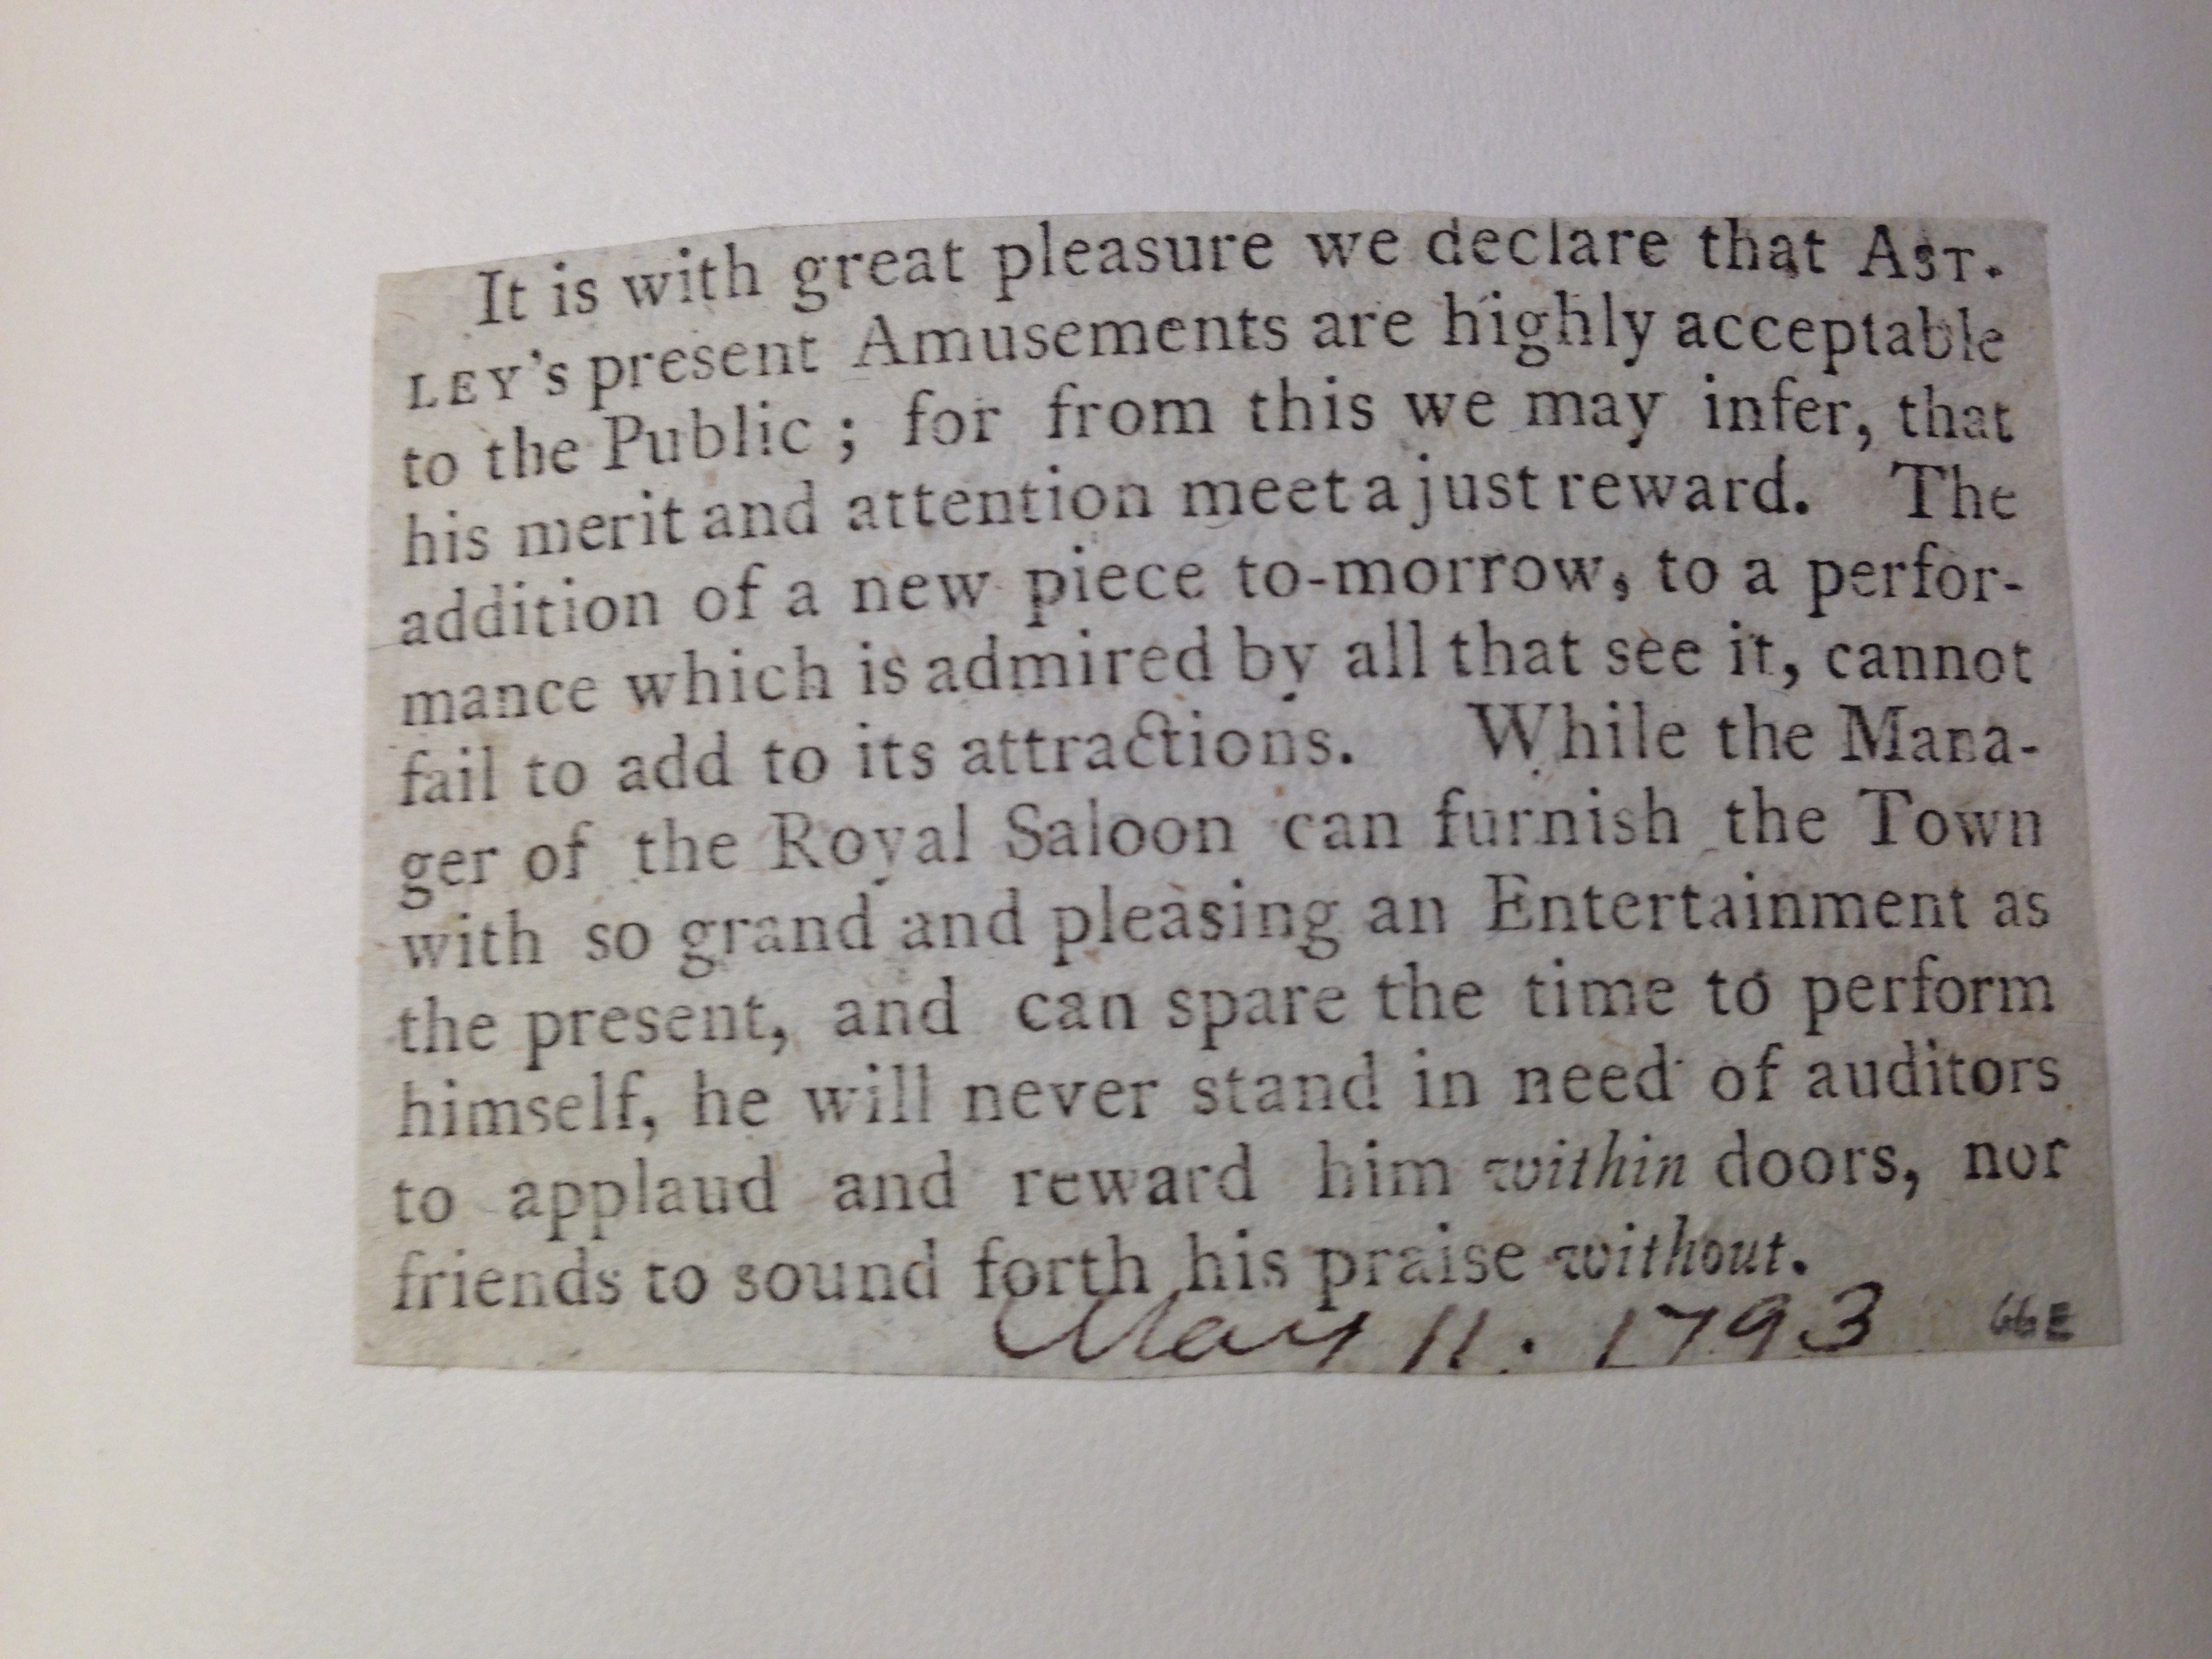 It is with great pleasure we declare that AST-
LEY's present Amusements are highly acceptable
to the Public ; for from this we may infer, that
his merit and attention meet a just reward. The
addition of a new piece to-morrow, to a perfor-
mance which is admired by all that see it, cannot
fail to add to its attractions. While the Mana-
ger of the Royal Saloon can furnish the Town
with so grand and pleasing an Entertainment as
the present, and can spare the time to perform
himself, he will never stand in need of auditors
to applaud and reward him within doors, nor
friends to sound forth his praise without.
May 11. 1793
66E